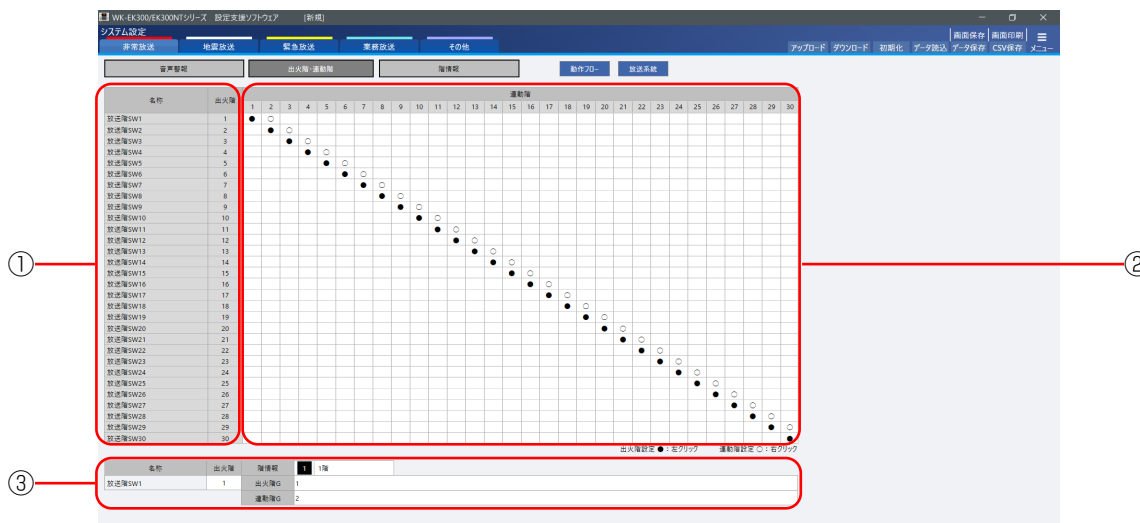 WK-EK300/EK300NTシリーズ 設定支援ソフトウェア [新規]
システム設定
画面保存 画面印刷
非常放送 地震放送 緊急放送 業務放送 その他
アップロード ダウンロード 初期化 データ読込 データ保存 CSV保存 メニュー
音声警報 出火階・連動階 階情報 動作フロー 放送系統
名称 出火階 連動階
1 2 3 4 5 6 7 8 9 10 11 12 13 14 15 16 17 18 19 20 21 22 23 24 25 26 27 28 29 30
放送階SW1 1 ● ○
放送階SW2 2 ● ○
放送階SW3 3 ● ○
放送階SW4 4 ● ○
放送階SW5 5 ● ○
放送階SW6 6 ● ○
放送階SW7 7 ● ○
放送階SW8 8 ● ○
放送階SW9 9 ● ○
放送階SW10 10 ● ○
放送階SW11 11 ● ○
放送階SW12 12 ● ○
放送階SW13 13 ● ○
放送階SW14 14 ● ○
放送階SW15 15 ● ○
放送階SW16 16 ● ○
放送階SW17 17 ● ○
放送階SW18 18 ● ○
放送階SW19 19 ● ○
放送階SW20 20 ● ○
放送階SW21 21 ● ○
放送階SW22 22 ● ○
放送階SW23 23 ● ○
放送階SW24 24 ● ○
放送階SW25 25 ● ○
放送階SW26 26 ● ○
放送階SW27 27 ● ○
放送階SW28 28 ● ○
放送階SW29 29 ● ○
放送階SW30 30 ●
① ②
出火階設定 ●:左クリック 連動階設定 ○:右クリック
名称 出火階 階情報 1 1階
③
放送階SW1 1 出火階G 1
連動階G 2